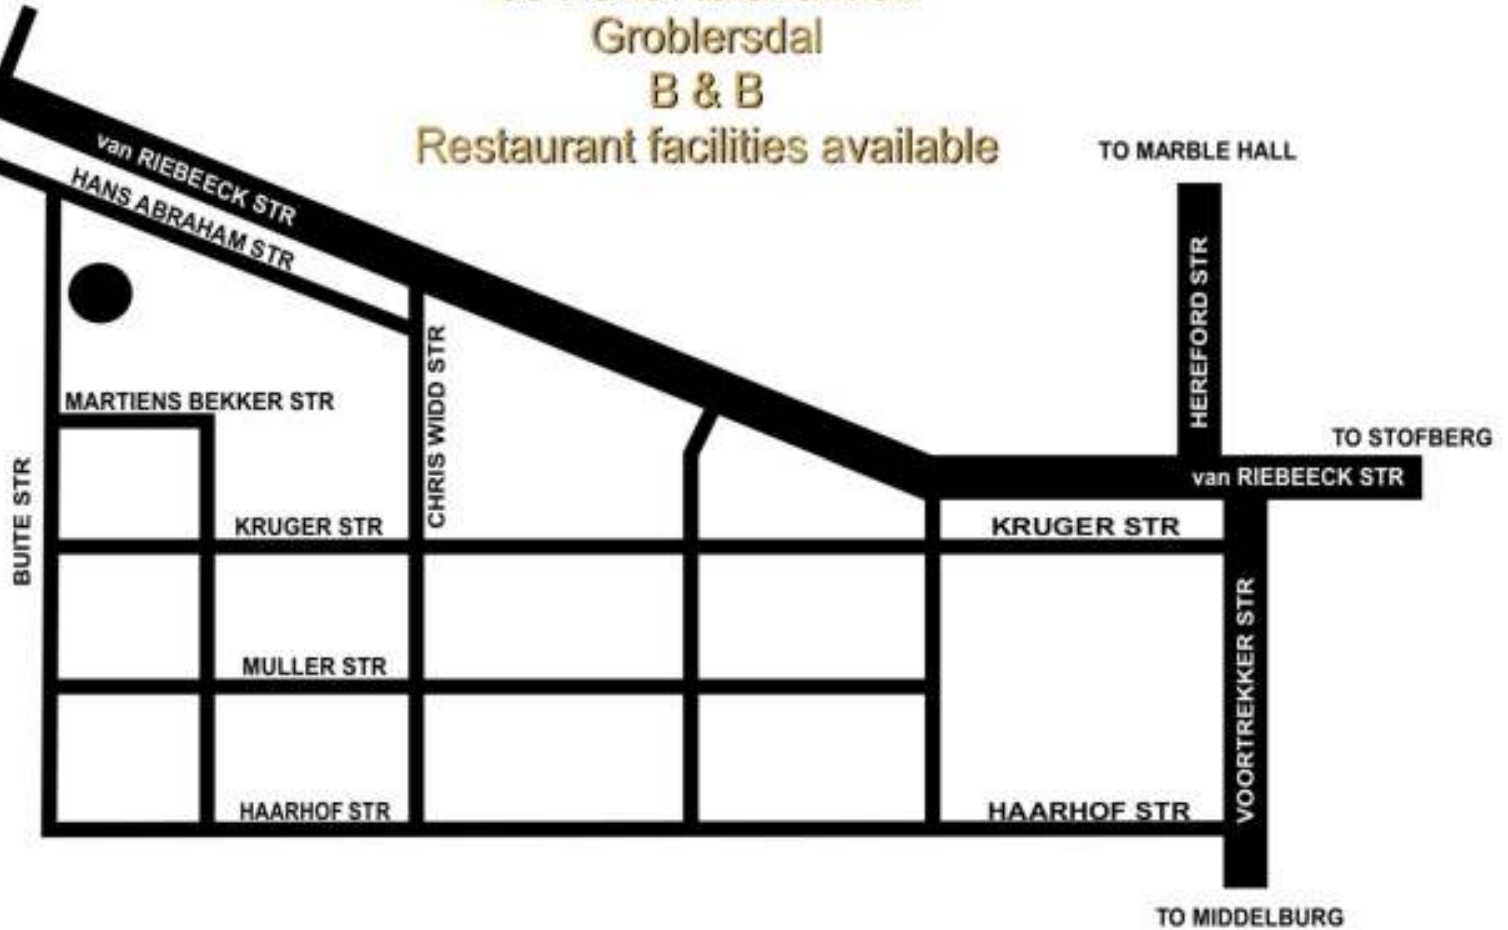 Groblersdal
B & B
Restaurant facilities available
TO MARBLE HALL
van RIEBEECK STR
HANS ABRAHAM STR
HEREFORD STR
CHRIS WIDD STR
MARTIENS BEKKER STR
TO STOFBERG
van RIEBEECK STR
BUITE STR
KRUGER STR
KRUGER STR
VOORTREKKER STR
MULLER STR
HAARHOF STR
HAARHOF STR
TO MIDDELBURG